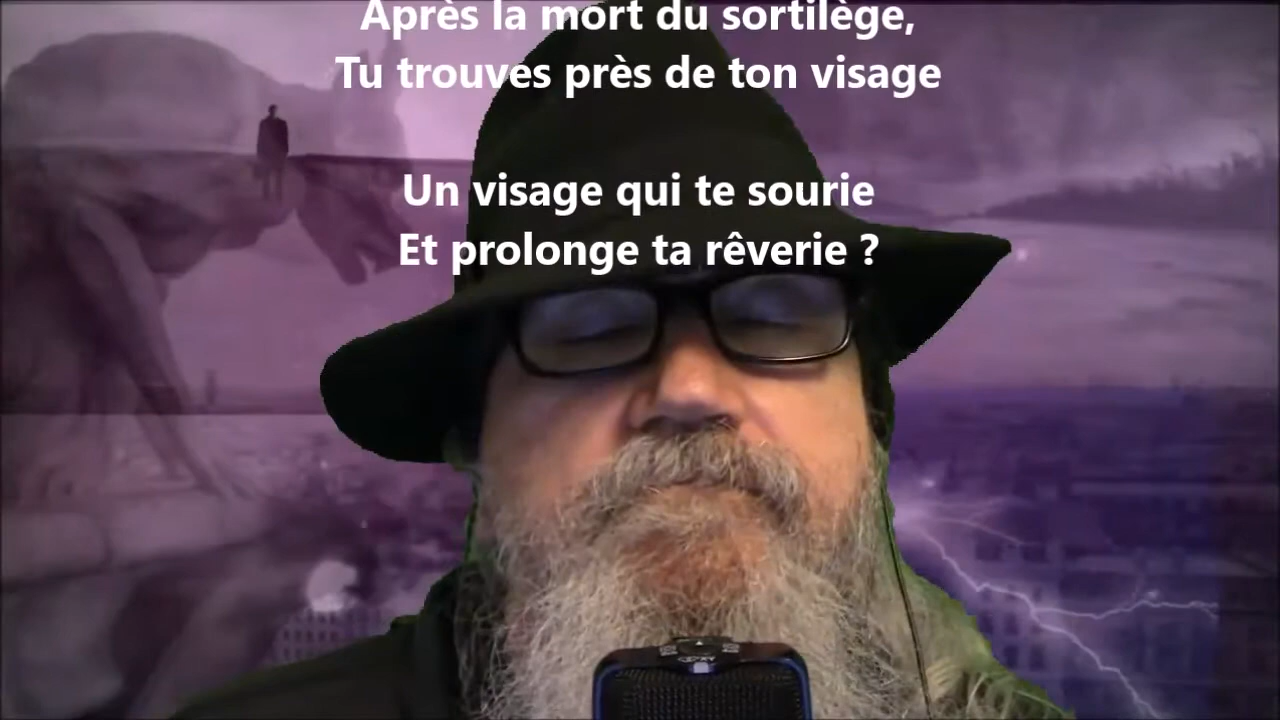 Après la mort du sortilège,
Tu trouves près de ton visage
Un visage qui te sourie
Et prolonge ta rêverie ?